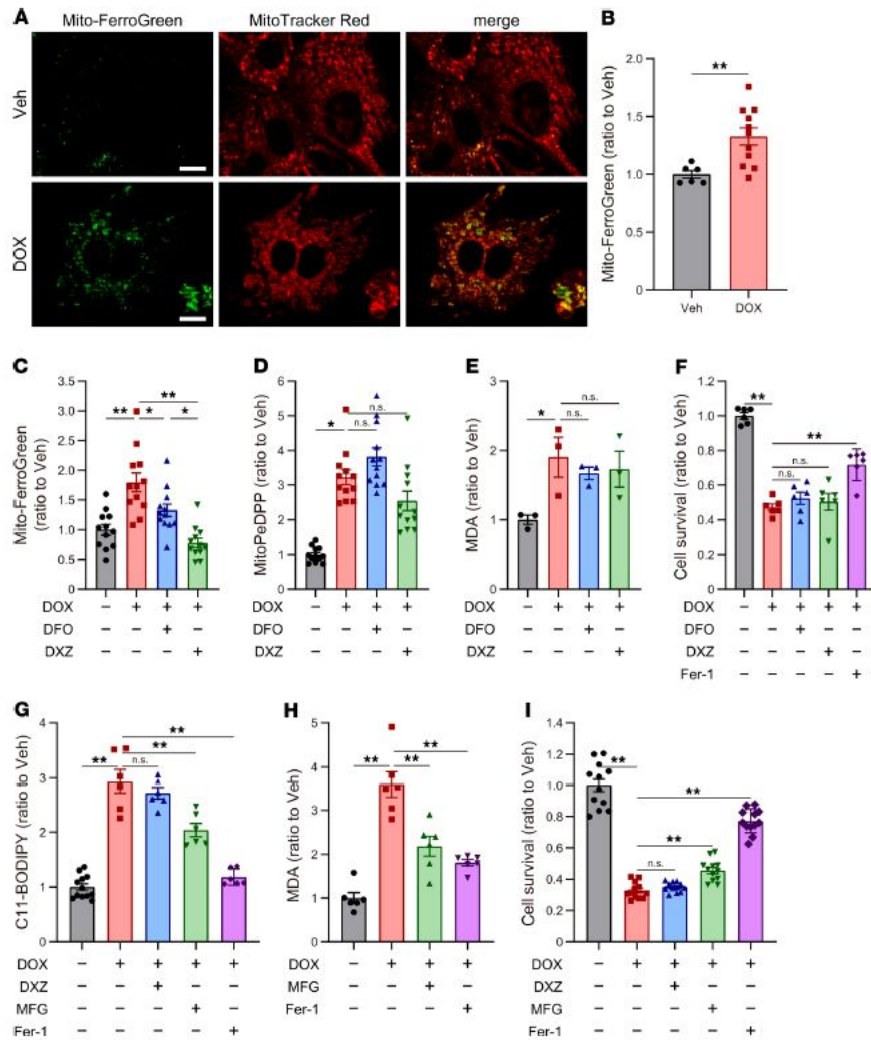 A
Mito-FerroGreen MitoTracker Red merge
Veh
DOX
B
Mito-FerroGreen (ratio to Veh)
2.0
1.5
1.0
0.5
0
**
Veh DOX
C
Mito-FerroGreen
(ratio to Veh)
3.5
3.0
2.5
2.0
1.5
1.0
0.5
0
**
** * *
DOX – + + +
DFO – – + –
DXZ – – – +
D
MitoPeDPP (ratio to Veh)
6
5
4
3
2
1
0
n.s.
* n.s.
DOX – + + +
DFO – – + –
DXZ – – – +
E
MDA (ratio to Veh)
3
2
1
0
n.s.
* n.s.
DOX – + + +
DFO – – + –
DXZ – – – +
F
Cell survival (ratio to Veh)
1.2
1.0
0.8
0.6
0.4
0.2
0
**
**
n.s.
n.s.
DOX – + + + +
DFO – – + – –
DXZ – – – + –
Fer-1 – – – – +
G
C11-BODIPY (ratio to Veh)
4
3
2
1
0
**
**
** n.s.
DOX – + + + +
DXZ – – + – –
MFG – – – + –
Fer-1 – – – – +
H
MDA (ratio to Veh)
5
4
3
2
1
0
**
** **
DOX – + + +
MFG – – + –
Fer-1 – – – +
I
Cell survival (ratio to Veh)
1.4
1.2
1.0
0.8
0.6
0.4
0.2
0
**
**
**
n.s.
DOX – + + + +
DXZ – – + – –
MFG – – – + –
Fer-1 – – – – +